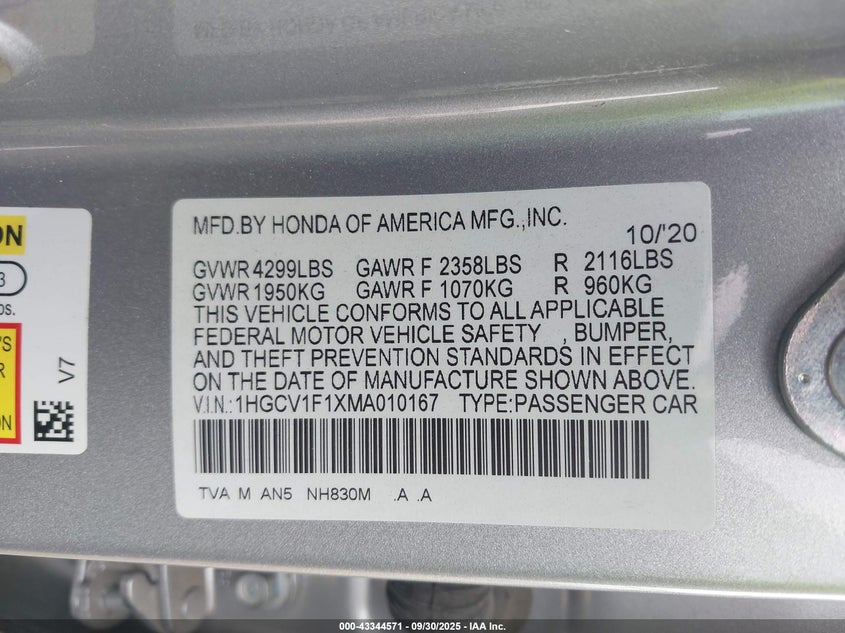 MFD.BY HONDA OF AMERICA MFG.,INC.
10/'20
GVWR 4299LBS GAWR F 2358LBS R 2116LBS
GVWR 1950KG GAWR F 1070KG R 960KG
THIS VEHICLE CONFORMS TO ALL APPLICABLE
FEDERAL MOTOR VEHICLE SAFETY , BUMPER,
AND THEFT PREVENTION STANDARDS IN EFFECT
ON THE DATE OF MANUFACTURE SHOWN ABOVE.
V.I.N.:1HGCV1F1XMA010167 TYPE:PASSENGER CAR
TVA M AN5 NH830M .A .A
V7
000-43344571 - 09/30/2025 - IAA Inc.